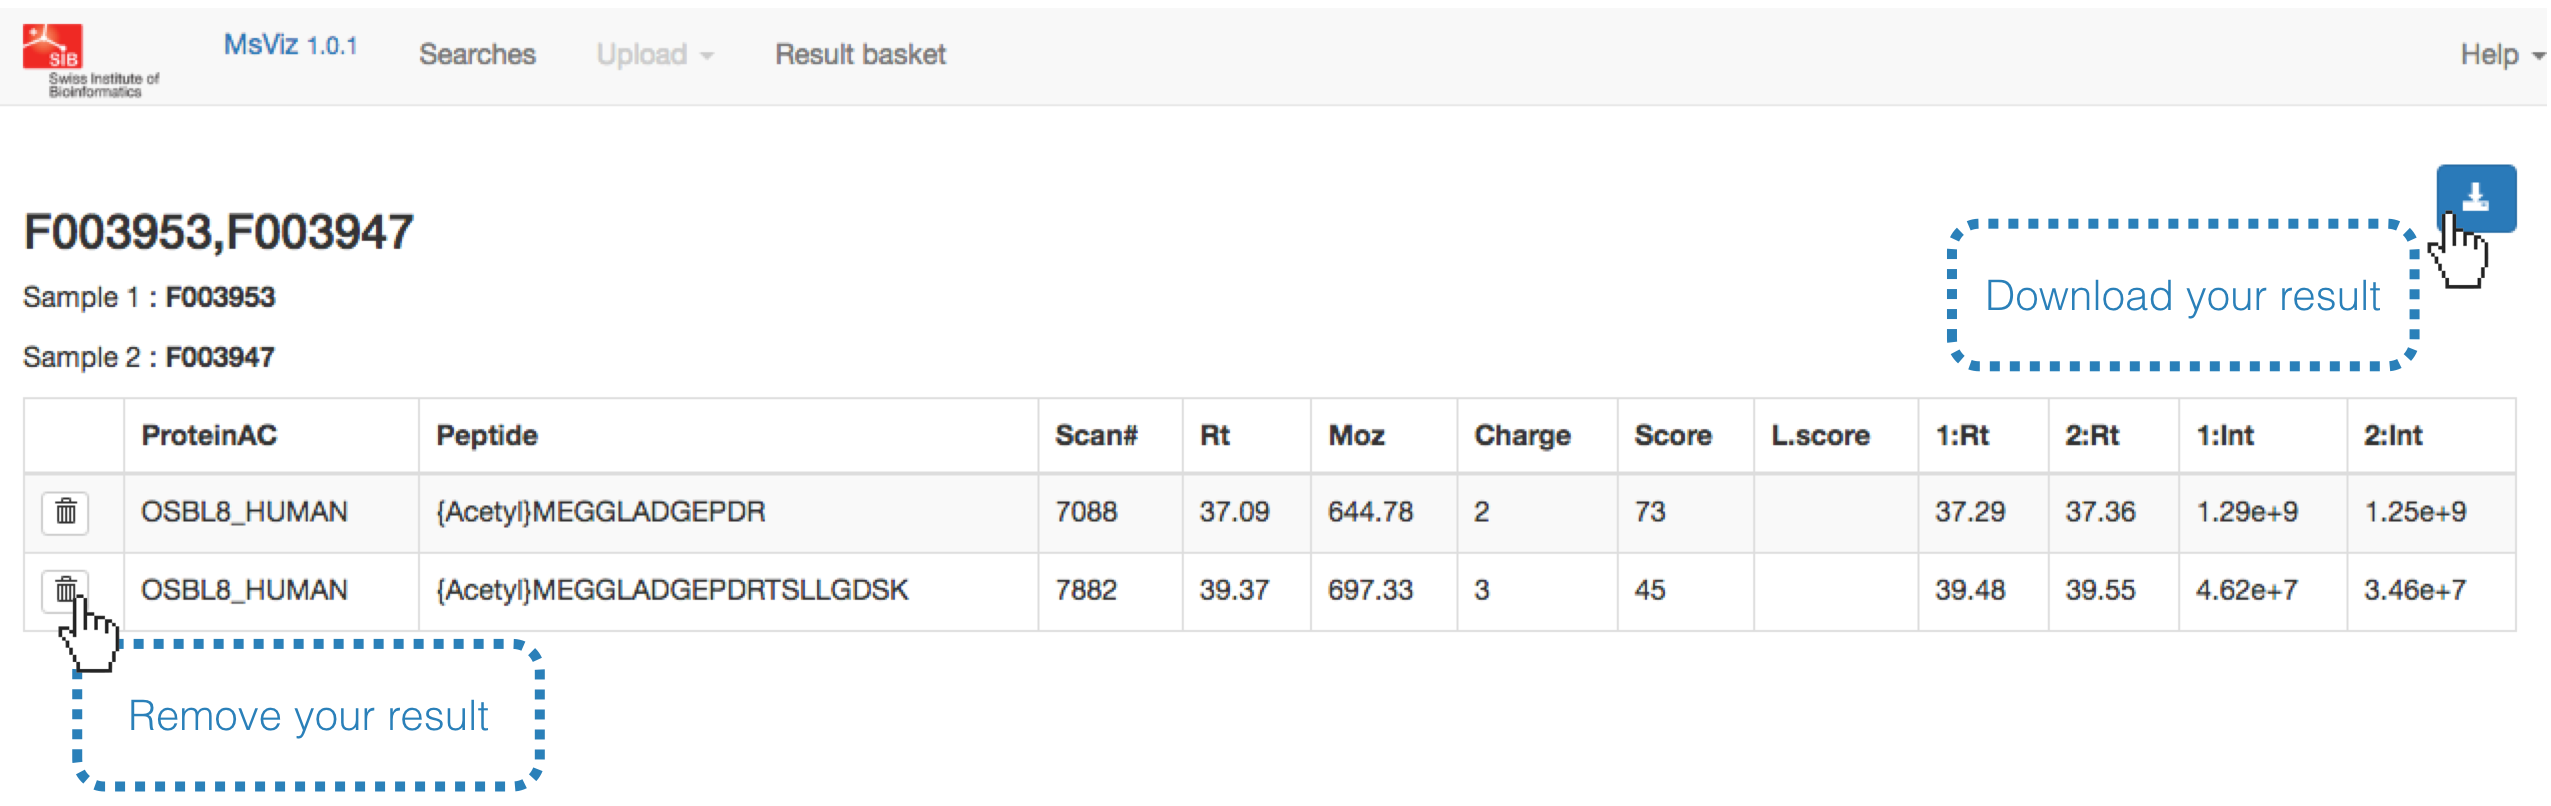 SIB
Swiss Institute of
Bioinformatics
MsViz 1.0.1 Searches Upload Result basket Help
F003953,F003947
Sample 1 : F003953
Sample 2 : F003947
Download your result
ProteinAC Peptide Scan# Rt Moz Charge Score L.score 1:Rt 2:Rt 1:Int 2:Int
OSBL8_HUMAN {Acetyl}MEGGLADGEPDR 7088 37.09 644.78 2 73 37.29 37.36 1.29e+9 1.25e+9
OSBL8_HUMAN {Acetyl}MEGGLADGEPDRTSLLGDSK 7882 39.37 697.33 3 45 39.48 39.55 4.62e+7 3.46e+7
Remove your result